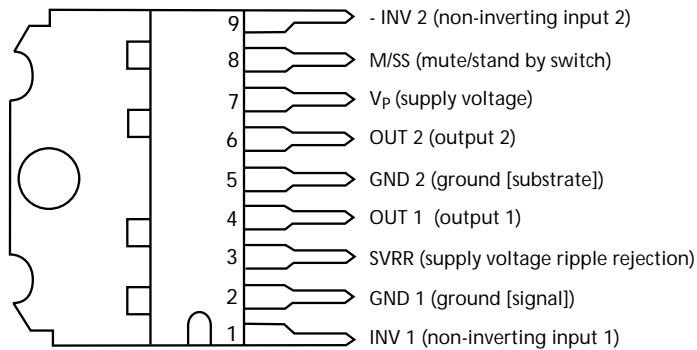 9 - INV 2 (non-inverting input 2)
8 M/SS (mute/stand by switch)
7 VP (supply voltage)
6 OUT 2 (output 2)
5 GND 2 (ground [substrate])
4 OUT 1 (output 1)
3 SVRR (supply voltage ripple rejection)
2 GND 1 (ground [signal])
1 INV 1 (non-inverting input 1)